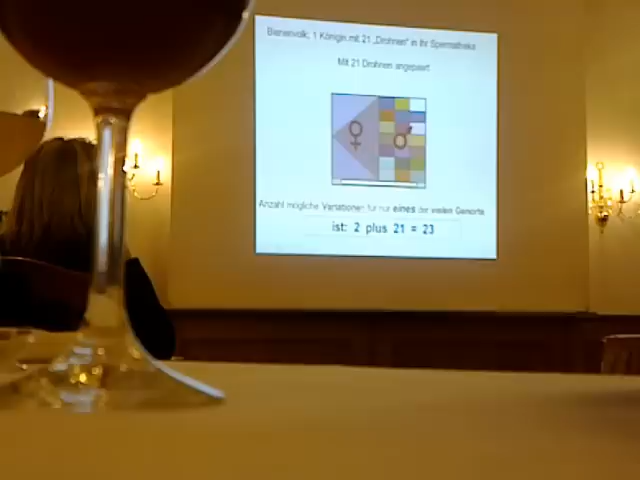 Bienenvolk: 1 Königin mit 21 „Drohnen" in ihr Spermatheka
Mit 21 Drohnen angepaart
♀ ♂
Anzahl mögliche Variationen für nur eines der vielen Genorte
ist: 2 plus 21 = 23